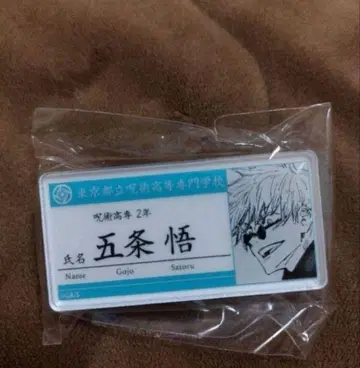 東京都立呪術高等専門学校
呪術高専 2年
氏名 五条 悟
Name Gojo Satoru